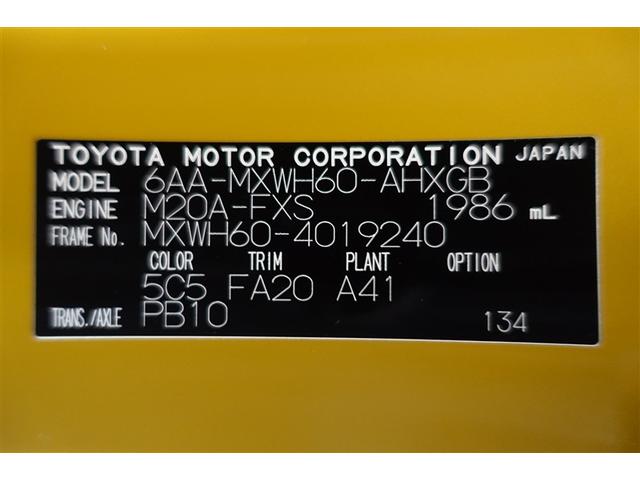 TOYOTA MOTOR CORPORATION JAPAN
MODEL 6AA-MXWH60-AHXGB
ENGINE M20A-FXS 1986 mL
FRAME No. MXWH60-4019240
COLOR TRIM PLANT OPTION
5C5 FA20 A41
TRANS./AXLE PB10 134